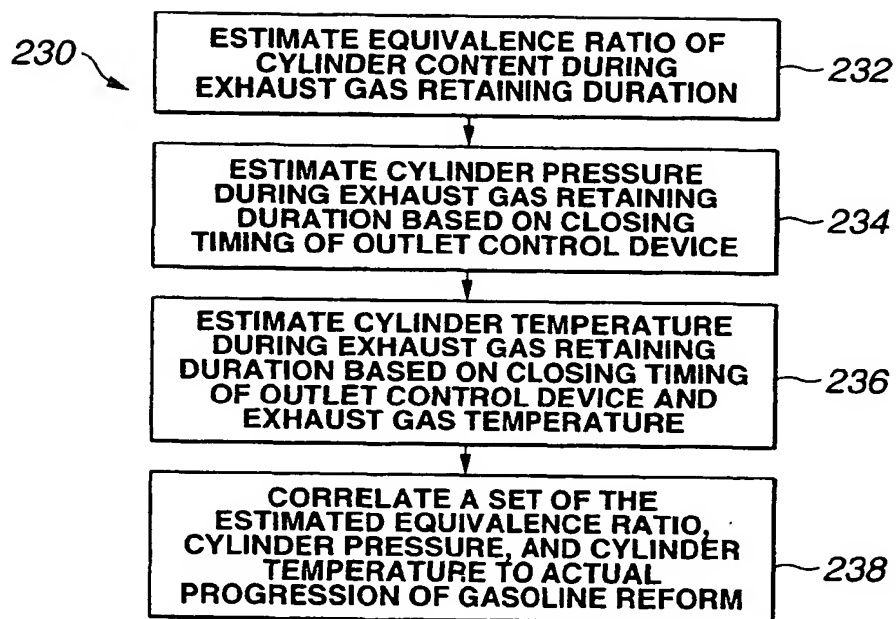 230
ESTIMATE EQUIVALENCE RATIO OF
CYLINDER CONTENT DURING
EXHAUST GAS RETAINING DURATION
232
ESTIMATE CYLINDER PRESSURE
DURING EXHAUST GAS RETAINING
DURATION BASED ON CLOSING
TIMING OF OUTLET CONTROL DEVICE
234
ESTIMATE CYLINDER TEMPERATURE
DURING EXHAUST GAS RETAINING
DURATION BASED ON CLOSING TIMING
OF OUTLET CONTROL DEVICE AND
EXHAUST GAS TEMPERATURE
236
CORRELATE A SET OF THE
ESTIMATED EQUIVALENCE RATIO,
CYLINDER PRESSURE, AND CYLINDER
TEMPERATURE TO ACTUAL
PROGRESSION OF GASOLINE REFORM
238